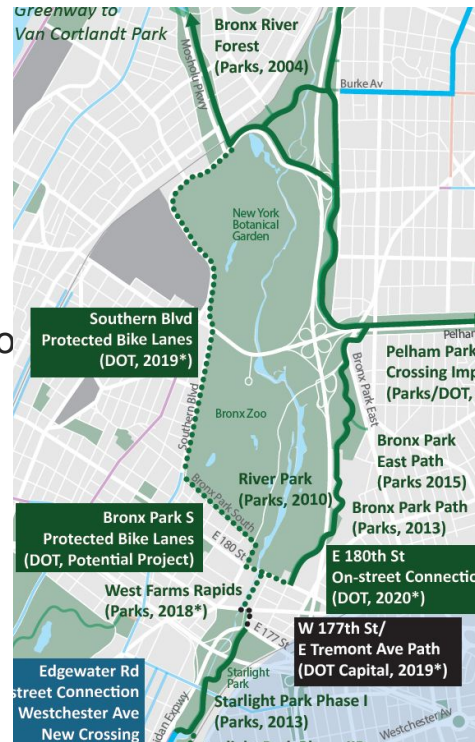 Greenway to
Van Cortlandt Park
Bronx River
Forest
(Parks, 2004)
Mosholu Pkwy
Burke Av
New York
Botanical
Garden
Southern Blvd
Protected Bike Lanes
(DOT, 2019*)
Pelham Park
Crossing Imp
(Parks/DOT,
Bronx Park East
Southern Blvd
Bronx Zoo
Bronx Park
East Path
(Parks 2015)
River Park
(Parks, 2010)
Bronx Park Path
(Parks, 2013)
Bronx Park South
Bronx Park S
Protected Bike Lanes
(DOT, Potential Project)
E 180 St
E 180th St
On-street Connectio
(DOT, 2020*)
West Farms Rapids
(Parks, 2018*)
E 177 St
W 177th St/
E Tremont Ave Path
(DOT Capital, 2019*)
Edgewater Rd
street Connection
Westchester Ave
New Crossing
Starlight
Park
idan Expwy
Starlight Park Phase I
(Parks, 2013)
Westchester Av